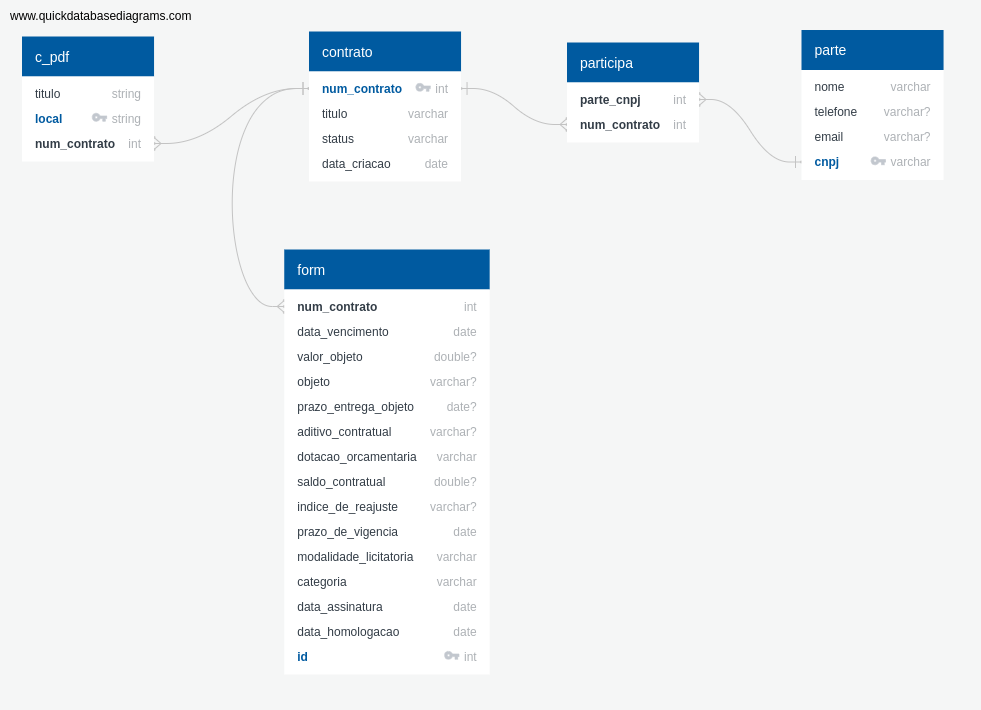 www.quickdatabasediagrams.com
c_pdf
titulo string
local string
num_contrato int
contrato
num_contrato int
titulo varchar
status varchar
data_criacao date
participa
parte_cnpj int
num_contrato int
parte
nome varchar
telefone varchar?
email varchar?
cnpj varchar
form
num_contrato int
data_vencimento date
valor_objeto double?
objeto varchar?
prazo_entrega_objeto date?
aditivo_contratual varchar?
dotacao_orcamentaria varchar
saldo_contratual double?
indice_de_reajuste varchar?
prazo_de_vigencia date
modalidade_licitatoria varchar
categoria varchar
data_assinatura date
data_homologacao date
id int